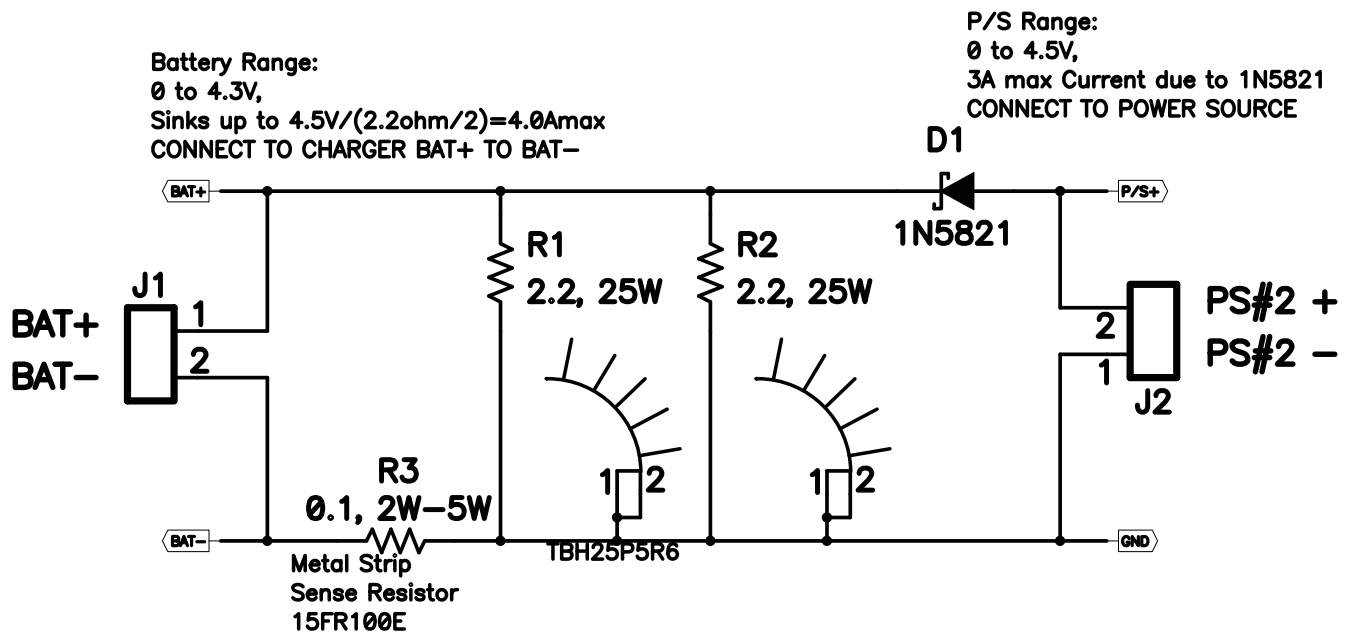 P/S Range:
0 to 4.5V,
3A max Current due to 1N5821
CONNECT TO POWER SOURCE
Battery Range:
0 to 4.3V,
Sinks up to 4.5V/(2.2ohm/2)=4.0Amax
CONNECT TO CHARGER BAT+ TO BAT-
D1
BAT+
P/S+
1N5821
R1
2.2, 25W
R2
2.2, 25W
J1
1
2
BAT+
BAT-
2
1
PS#2 +
PS#2 -
J2
R3
0.1, 2W-5W
1 2
1 2
BAT-
GND
TBH25P5R6
Metal Strip
Sense Resistor
15FR100E